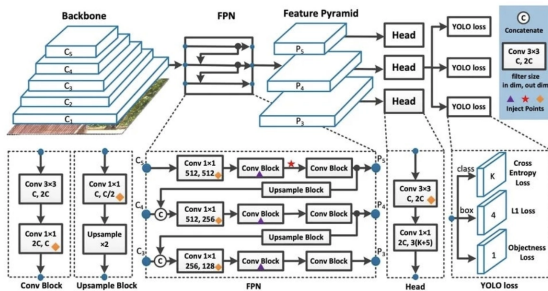 Backbone
FPN
Feature Pyramid
C₅
C₄
C₃
C₂
C₁
P₅
P₄
P₃
Head
Head
Head
YOLO loss
YOLO loss
YOLO loss
C
Concatenate
Conv 3×3
C, 2C
filter size
in dim, out dim
Inject Points
Conv 3×3
C, 2C
Conv 1×1
2C, C
Conv Block
Conv 1×1
C, C/2
Upsample
×2
Upsample Block
C₅
Conv 1×1
512, 512
Conv Block
Conv Block
P₅
Upsample Block
C₄
C
Conv 1×1
512, 256
Conv Block
Conv Block
P₄
Upsample Block
C₃
C
Conv 1×1
256, 128
Conv Block
Conv Block
P₃
FPN
Conv 3×3
C, 2C
Conv 1×1
2C, 3(K+5)
Head
class
K
Cross
Entropy
Loss
box
4
L1 Loss
1
Objectness
Loss
YOLO loss